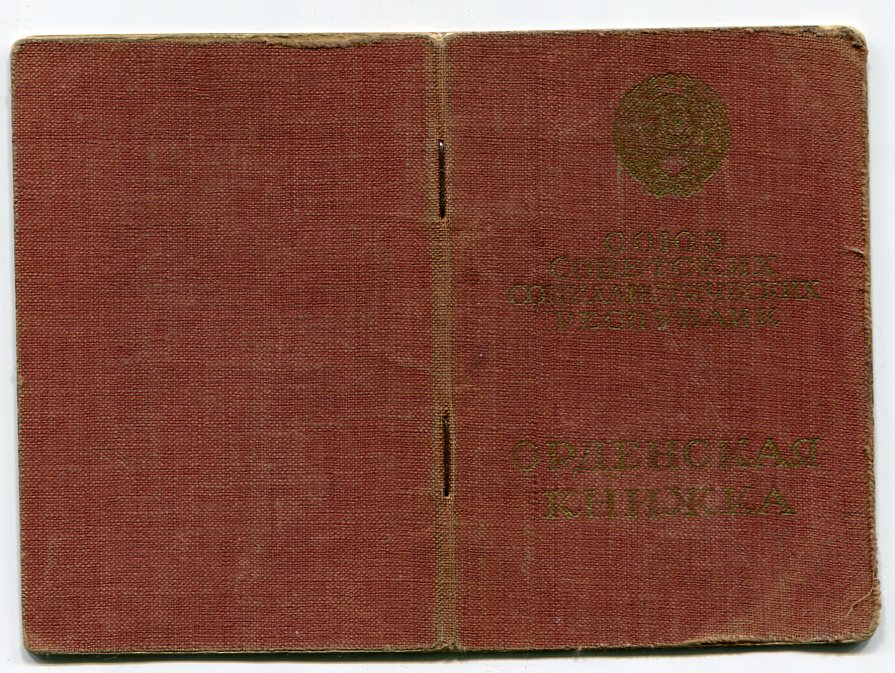 СОЮЗ
СОВЕТСКИХ
СОЦИАЛИСТИЧЕСКИХ
РЕСПУБЛИК
ОРДЕНСКАЯ
КНИЖКА